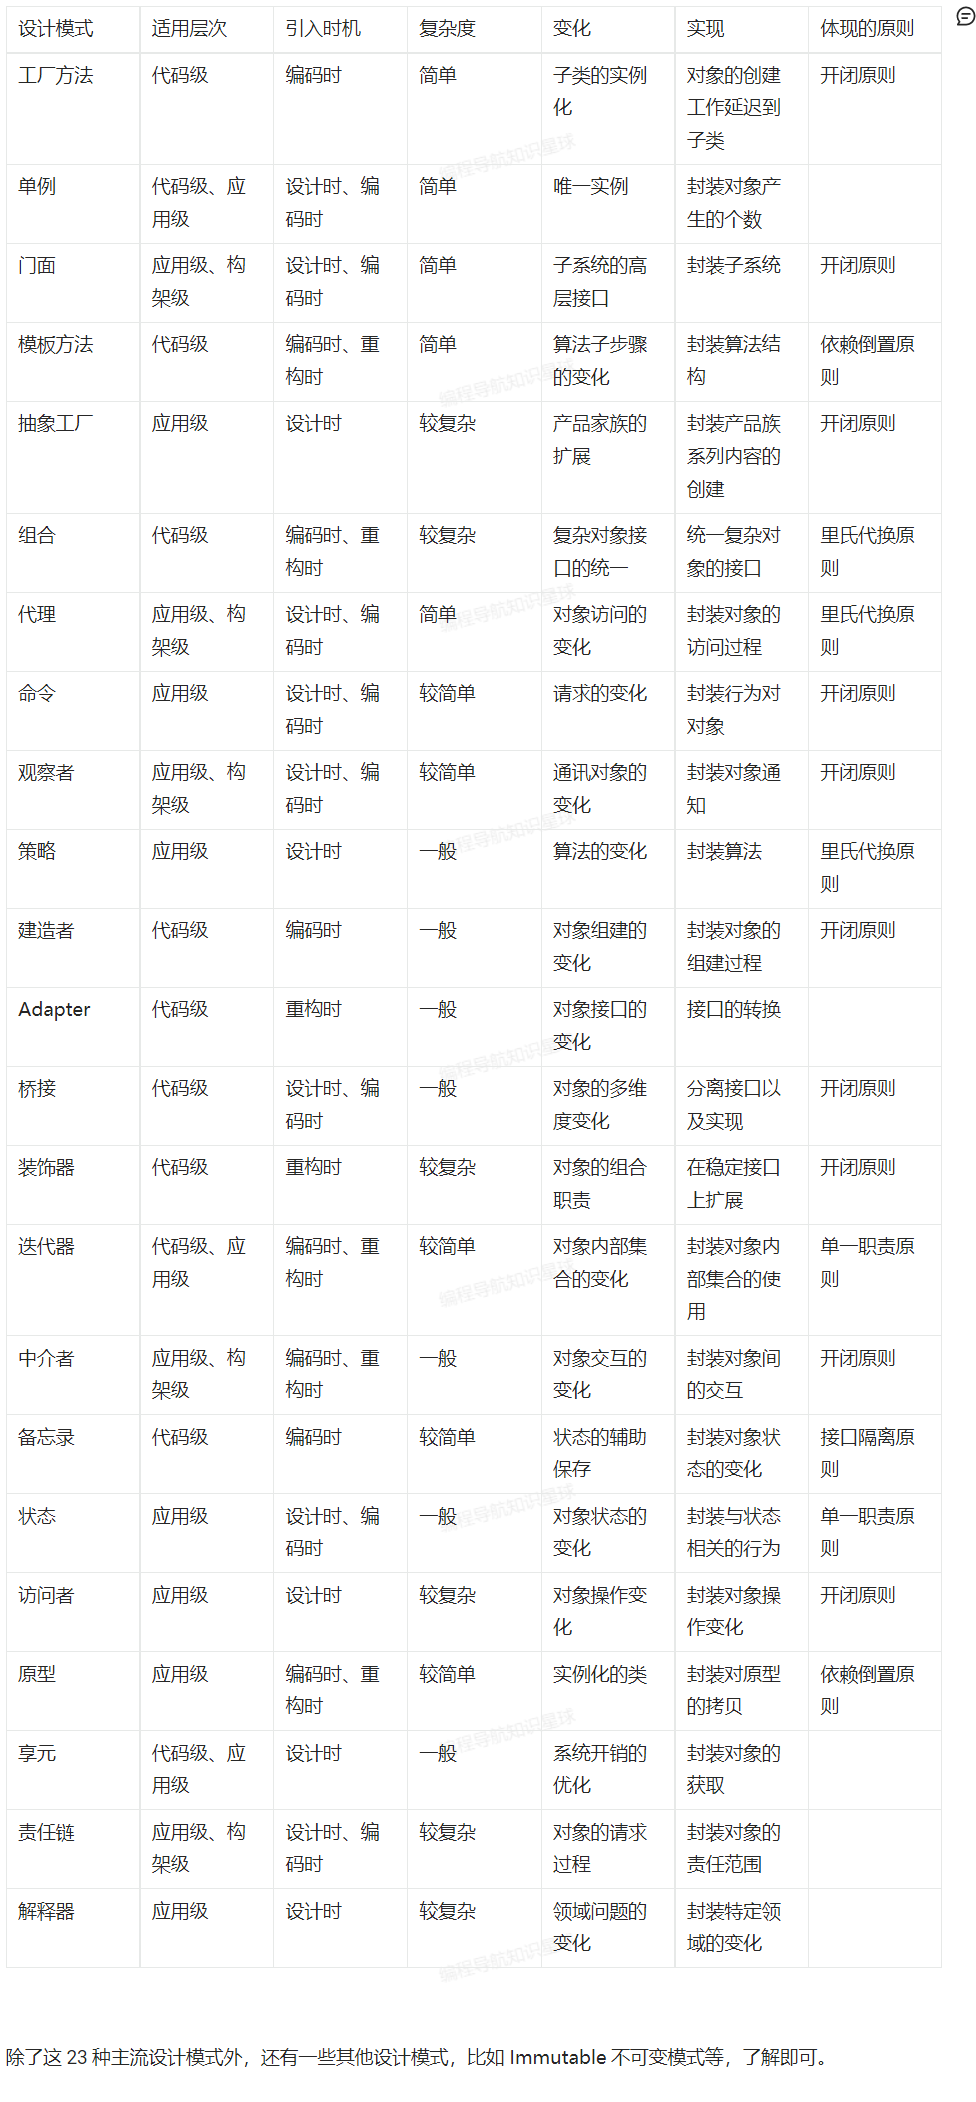 设计模式 适用层次 引入时机 复杂度 变化 实现 体现的原则
工厂方法 代码级 编码时 简单 子类的实例 对象的创建 开闭原则
化 工作延迟到
子类
单例 代码级、应 设计时、编 简单 唯一实例 封装对象产
用级 码时 生的个数
门面 应用级、构 设计时、编 简单 子系统的高 封装子系统 开闭原则
架级 码时 层接口
模板方法 代码级 编码时、重 简单 算法子步骤 封装算法结 依赖倒置原
构时 的变化 构 则
抽象工厂 应用级 设计时 较复杂 产品家族的 封装产品族 开闭原则
扩展 系列内容的
创建
组合 代码级 编码时、重 较复杂 复杂对象接 统一复杂对 里氏代换原
构时 口的统一 象的接口 则
代理 应用级、构 设计时、编 简单 对象访问的 封装对象的 里氏代换原
架级 码时 变化 访问过程 则
命令 应用级 设计时、编 较简单 请求的变化 封装行为对 开闭原则
码时 对象
观察者 应用级、构 设计时、编 较简单 通讯对象的 封装对象通 开闭原则
架级 码时 变化 知
策略 应用级 设计时 一般 算法的变化 封装算法 里氏代换原
则
建造者 代码级 编码时 一般 对象组建的 封装对象的 开闭原则
变化 组建过程
Adapter 代码级 重构时 一般 对象接口的 接口的转换
变化
桥接 代码级 设计时、编 一般 对象的多维 分离接口以 开闭原则
码时 度变化 及实现
装饰器 代码级 重构时 较复杂 对象的组合 在稳定接口 开闭原则
职责 上扩展
迭代器 代码级、应 编码时、重 较简单 对象内部集 封装对象内 单一职责原
用级 构时 合的变化 部集合的使 则
用
中介者 应用级、构 编码时、重 一般 对象交互的 封装对象间 开闭原则
架级 构时 变化 的交互
备忘录 代码级 编码时 较简单 状态的辅助 封装对象状 接口隔离原
保存 态的变化 则
状态 应用级 设计时、编 一般 对象状态的 封装与状态 单一职责原
码时 变化 相关的行为 则
访问者 应用级 设计时 较复杂 对象操作变 封装对象操 开闭原则
化 作变化
原型 应用级 编码时、重 较简单 实例化的类 封装对原型 依赖倒置原
构时 的拷贝 则
享元 代码级、应 设计时 一般 系统开销的 封装对象的
用级 优化 获取
责任链 应用级、构 设计时、编 较复杂 对象的请求 封装对象的
架级 码时 过程 责任范围
解释器 应用级 设计时 较复杂 领域问题的 封装特定领
变化 域的变化
编程导航知识星球
除了这 23 种主流设计模式外，还有一些其他设计模式，比如 Immutable 不可变模式等，了解即可。